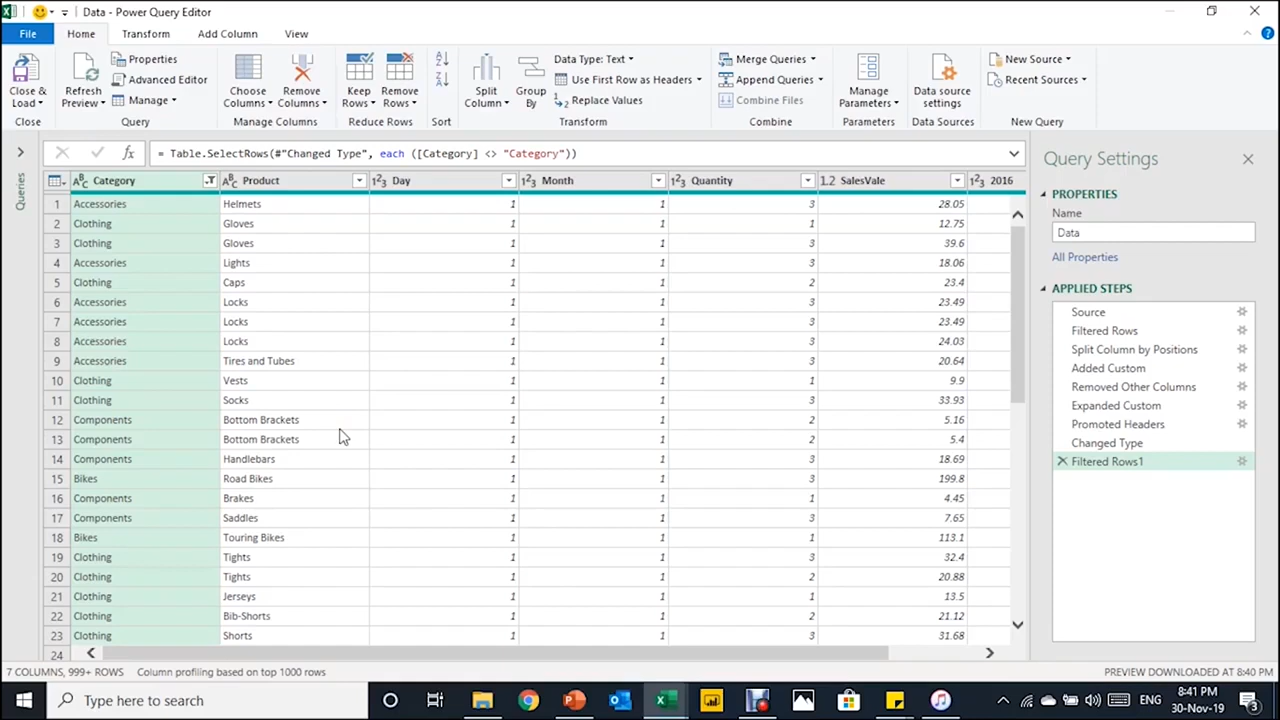 Data - Power Query Editor
File Home Transform Add Column View
Close & Load
Refresh Preview
Properties
Advanced Editor
Manage
Choose Columns
Remove Columns
Keep Rows
Remove Rows
Split Column
Group By
Data Type: Text
Use First Row as Headers
Replace Values
Merge Queries
Append Queries
Combine Files
Manage Parameters
Data source settings
New Source
Recent Sources
Close Query Manage Columns Reduce Rows Sort Transform Combine Parameters Data Sources New Query
= Table.SelectRows(#"Changed Type", each ([Category] <> "Category"))
Queries
Category Product Day Month Quantity SalesVale 2016
1 Accessories Helmets 1 1 3 28.05
2 Clothing Gloves 1 1 1 12.75
3 Clothing Gloves 1 1 3 39.6
4 Accessories Lights 1 1 3 18.06
5 Clothing Caps 1 1 2 23.4
6 Accessories Locks 1 1 3 23.49
7 Accessories Locks 1 1 3 23.49
8 Accessories Locks 1 1 3 24.03
9 Accessories Tires and Tubes 1 1 3 20.64
10 Clothing Vests 1 1 1 9.9
11 Clothing Socks 1 1 3 33.93
12 Components Bottom Brackets 1 1 2 5.16
13 Components Bottom Brackets 1 1 2 5.4
14 Components Handlebars 1 1 3 18.69
15 Bikes Road Bikes 1 1 3 199.8
16 Components Brakes 1 1 1 4.45
17 Components Saddles 1 1 3 7.65
18 Bikes Touring Bikes 1 1 1 113.1
19 Clothing Tights 1 1 3 32.4
20 Clothing Tights 1 1 2 20.88
21 Clothing Jerseys 1 1 1 13.5
22 Clothing Bib-Shorts 1 1 2 21.12
23 Clothing Shorts 1 1 3 31.68
24
Query Settings
PROPERTIES
Name
Data
All Properties
APPLIED STEPS
Source
Filtered Rows
Split Column by Positions
Added Custom
Removed Other Columns
Expanded Custom
Promoted Headers
Changed Type
Filtered Rows1
7 COLUMNS, 999+ ROWS Column profiling based on top 1000 rows PREVIEW DOWNLOADED AT 8:40 PM
Type here to search
ENG
8:41 PM
30-Nov-19
3